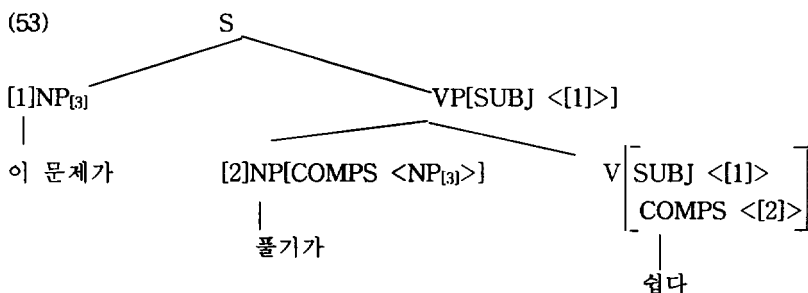 (53) S
[1]NP[3] VP[SUBJ <[1]>]
이 문제가 [2]NP[COMPS <NP[3]>] V[SUBJ <[1]>
COMPS <[2]>]
풀기가
쉽다